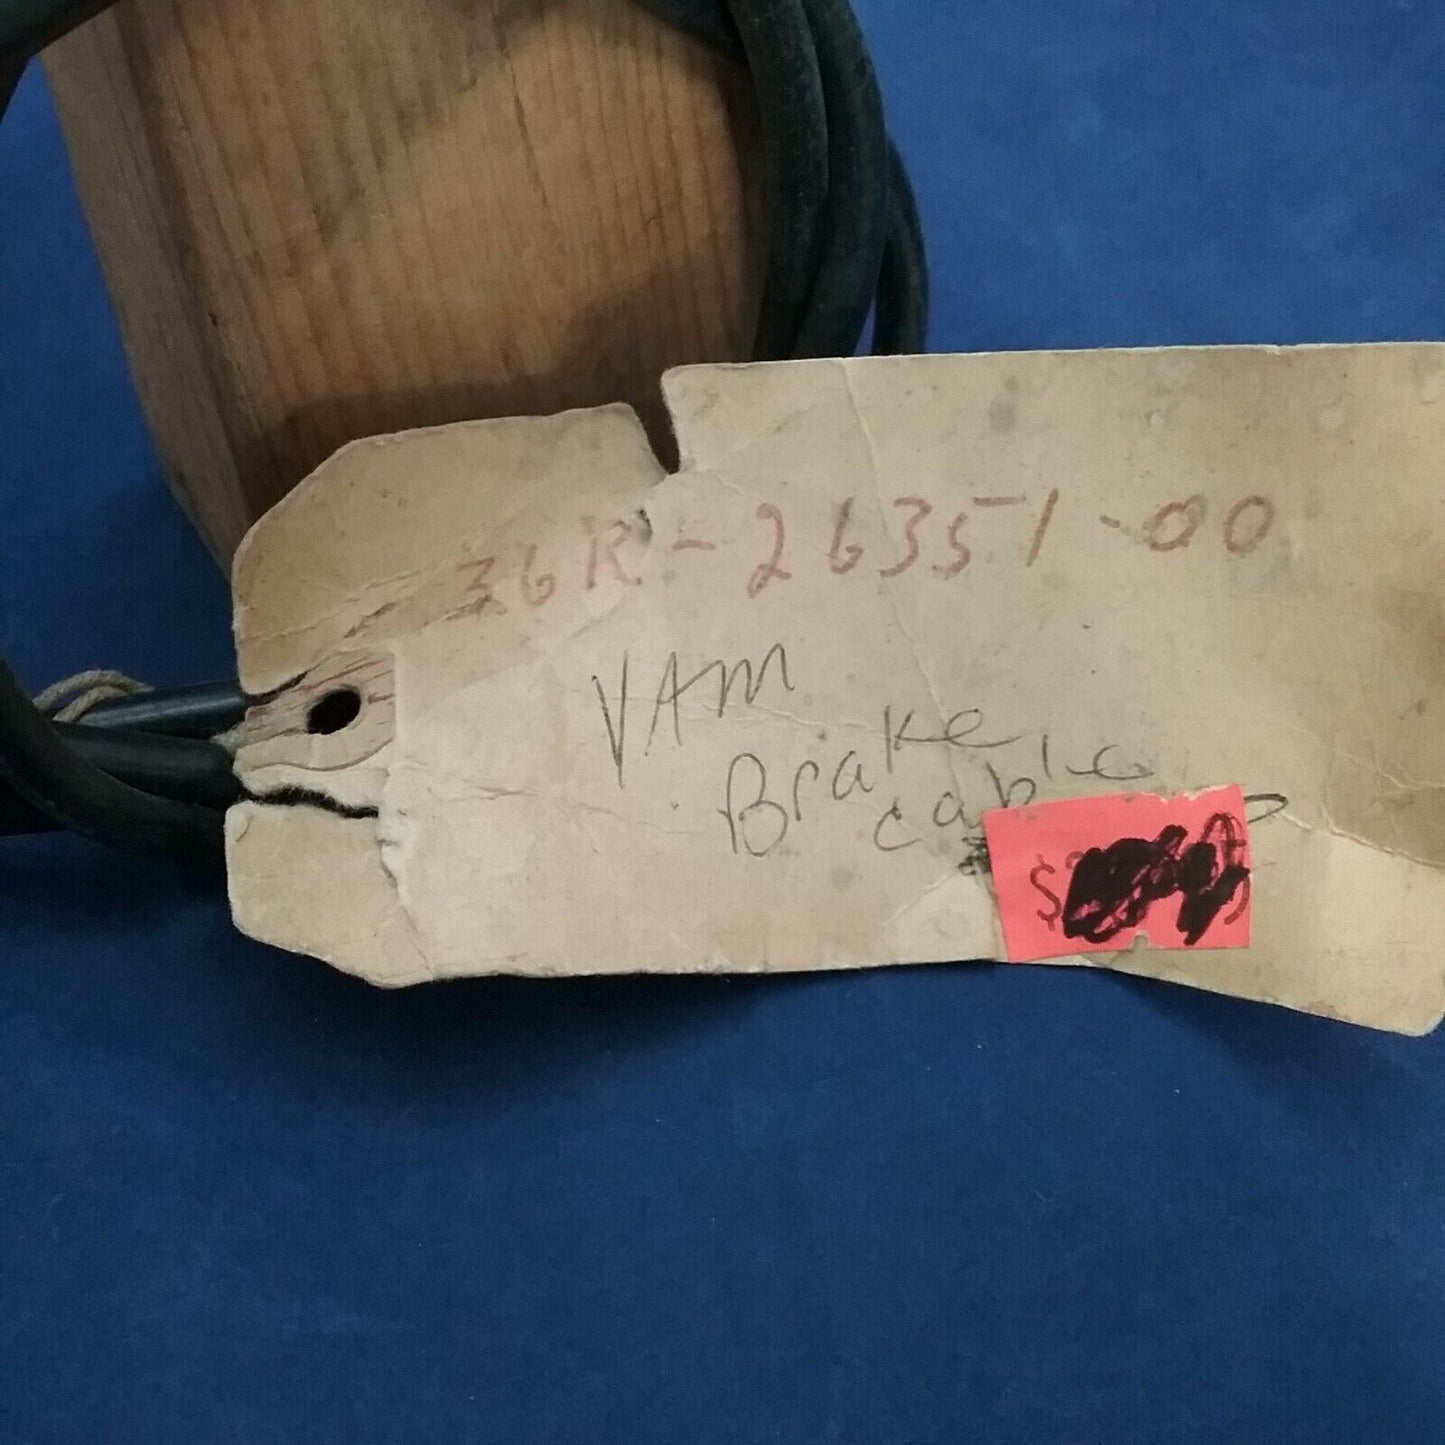 36R-26351-00
VAM
Brake
cable
$